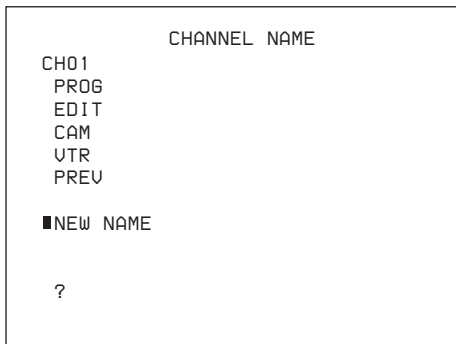 CHANNEL NAME
CH01
PROG
EDIT
CAM
VTR
PREV
NEW NAME
?